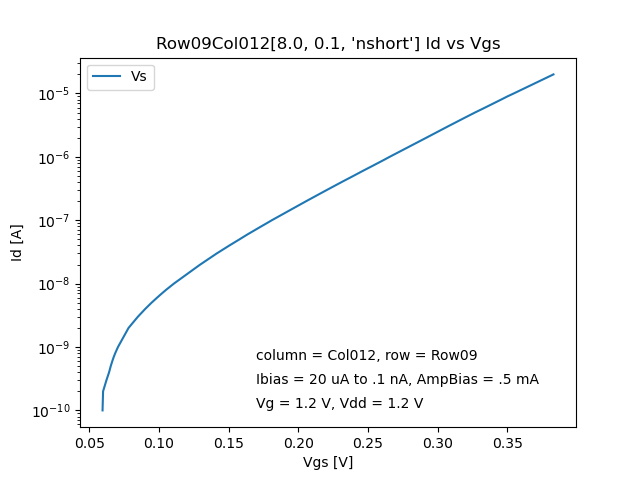 Row09Col012[8.0, 0.1, 'nshort'] Id vs Vgs
Vs
Id [A]
10⁻⁵
10⁻⁶
10⁻⁷
10⁻⁸
10⁻⁹
10⁻¹⁰
column = Col012, row = Row09
Ibias = 20 uA to .1 nA, AmpBias = .5 mA
Vg = 1.2 V, Vdd = 1.2 V
0.05 0.10 0.15 0.20 0.25 0.30 0.35
Vgs [V]